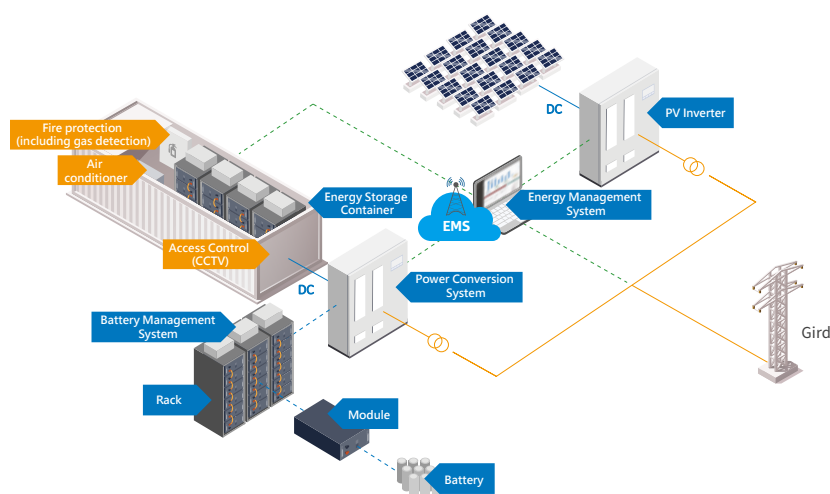 DC
PV Inverter
Fire protection
(including gas detection)
Air
conditioner
Energy Storage
Container
EMS
Energy Management
System
Access Control
(CCTV)
DC
Power Conversion
System
Battery Management
System
Gird
Rack
Module
Battery